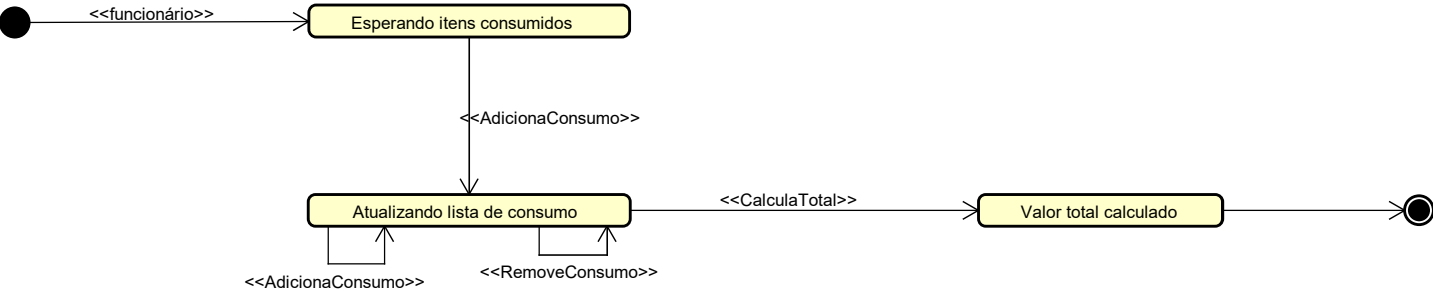 <<funcionário>>
Esperando itens consumidos
<<AdicionaConsumo>>
<<CalculaTotal>>
Atualizando lista de consumo
Valor total calculado
<<RemoveConsumo>>
<<AdicionaConsumo>>